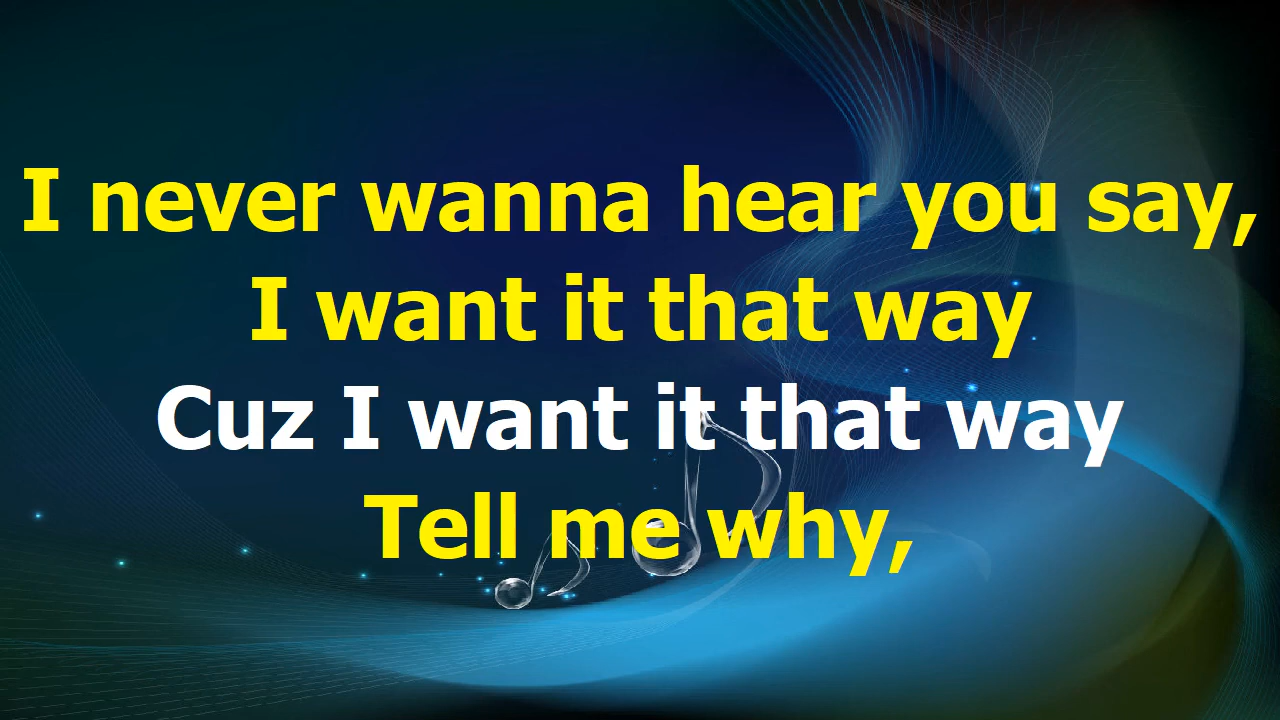 I never wanna hear you say,
I want it that way
Cuz I want it that way
Tell me why,